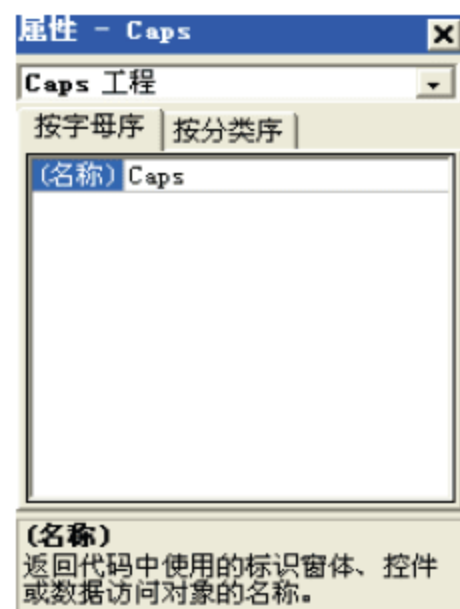 属性 - Caps
Caps 工程
按字母序 按分类序
(名称) Caps
(名称)
返回代码中使用的标识窗体、控件
或数据访问对象的名称。